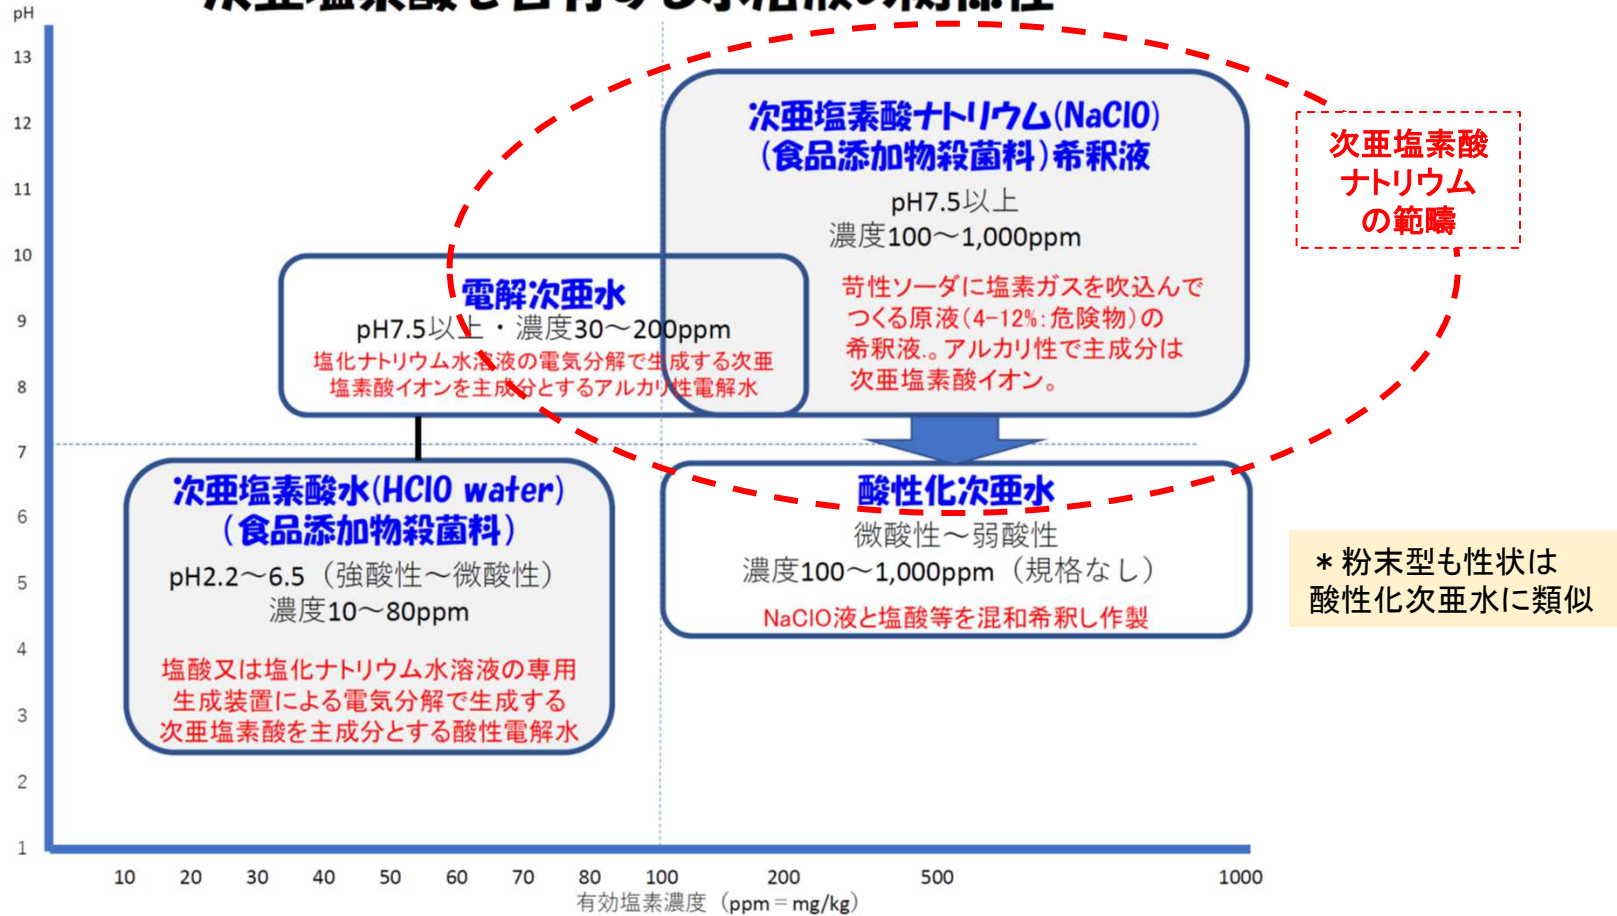 pH
13
12
11
10
9
8
7
6
5
4
3
2
1
次亜塩素酸ナトリウム(NaClO)
(食品添加物殺菌料)希釈液
pH7.5以上
濃度100～1,000ppm
苛性ソーダに塩素ガスを吹込んで
つくる原液(4-12%:危険物)の
希釈液.。アルカリ性で主成分は
次亜塩素酸イオン。
次亜塩素酸
ナトリウム
の範疇
電解次亜水
pH7.5以上・濃度30～200ppm
塩化ナトリウム水溶液の電気分解で生成する次亜
塩素酸イオンを主成分とするアルカリ性電解水
次亜塩素酸水(HClO water)
(食品添加物殺菌料)
pH2.2～6.5（強酸性～微酸性）
濃度10～80ppm
塩酸又は塩化ナトリウム水溶液の専用
生成装置による電気分解で生成する
次亜塩素酸を主成分とする酸性電解水
酸性化次亜水
微酸性～弱酸性
濃度100～1,000ppm（規格なし）
NaClO液と塩酸等を混和希釈し作製
＊粉末型も性状は
酸性化次亜水に類似
10 20 30 40 50 60 70 80 100 200 500 1000
有効塩素濃度（ppm＝mg/kg）